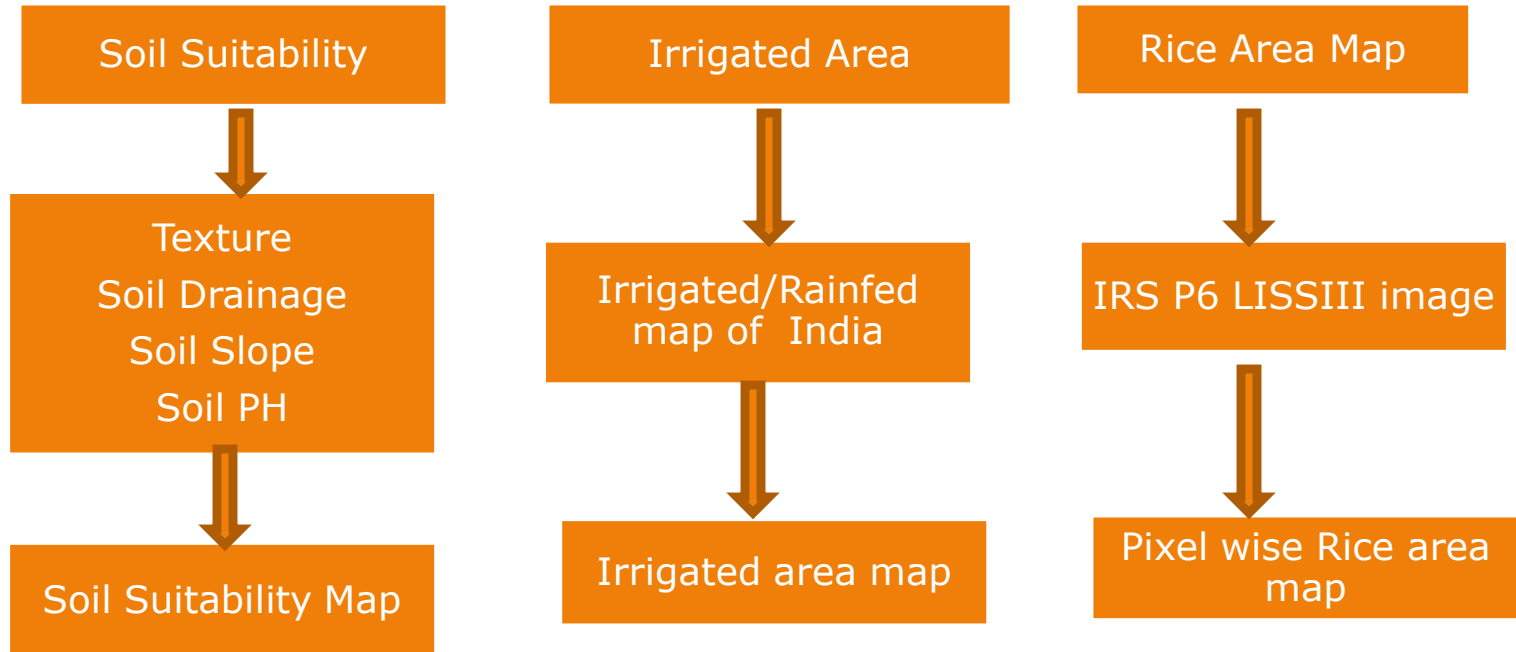 Soil Suitability
Texture
Soil Drainage
Soil Slope
Soil PH
Soil Suitability Map
Irrigated Area
Irrigated/Rainfed
map of India
Irrigated area map
Rice Area Map
IRS P6 LISSIII image
Pixel wise Rice area
map